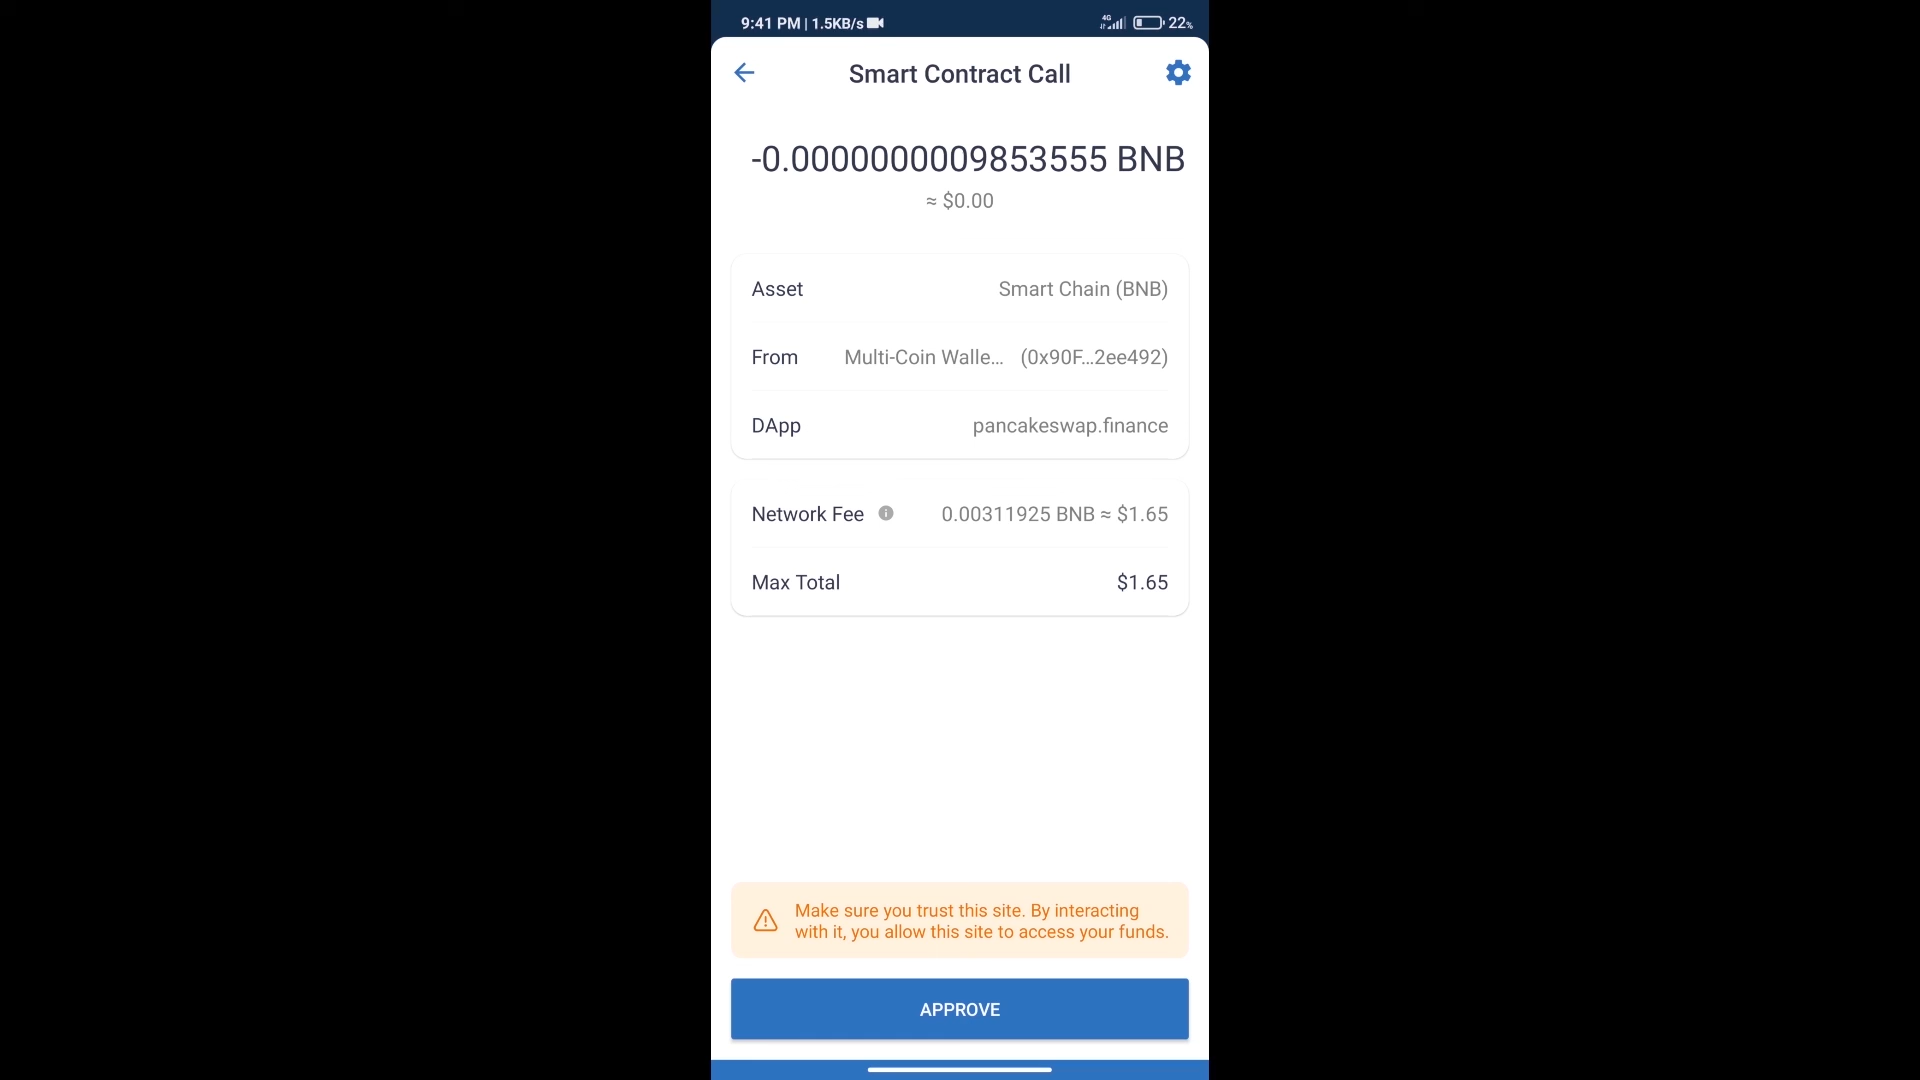 9:41 PM | 1.5KB/s 4G 22%
Smart Contract Call
-0.0000000009853555 BNB
≈ $0.00
Asset Smart Chain (BNB)
From Multi-Coin Walle... (0x90F...2ee492)
DApp pancakeswap.finance
Network Fee 0.00311925 BNB ≈ $1.65
Max Total $1.65
Make sure you trust this site. By interacting
with it, you allow this site to access your funds.
APPROVE